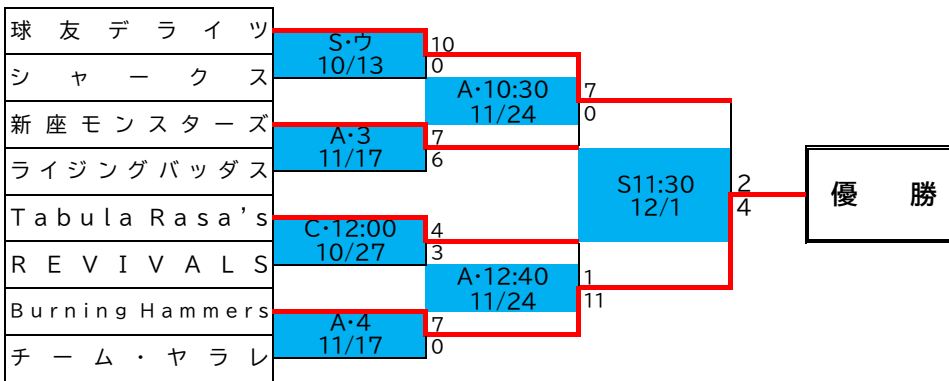 球友デライツ
シャークス
新座モンスターズ
ライジングバッダス
Tabula Rasa’s
REVIVALS
Burning Hammers
チーム・ヤラレ
S・ウ
10/13
10
0
A・3
11/17
7
6
C・12:00
10/27
4
3
A・4
11/17
7
0
A・10:30
11/24
7
0
A・12:40
11/24
1
11
S11:30
12/1
2
4
優勝